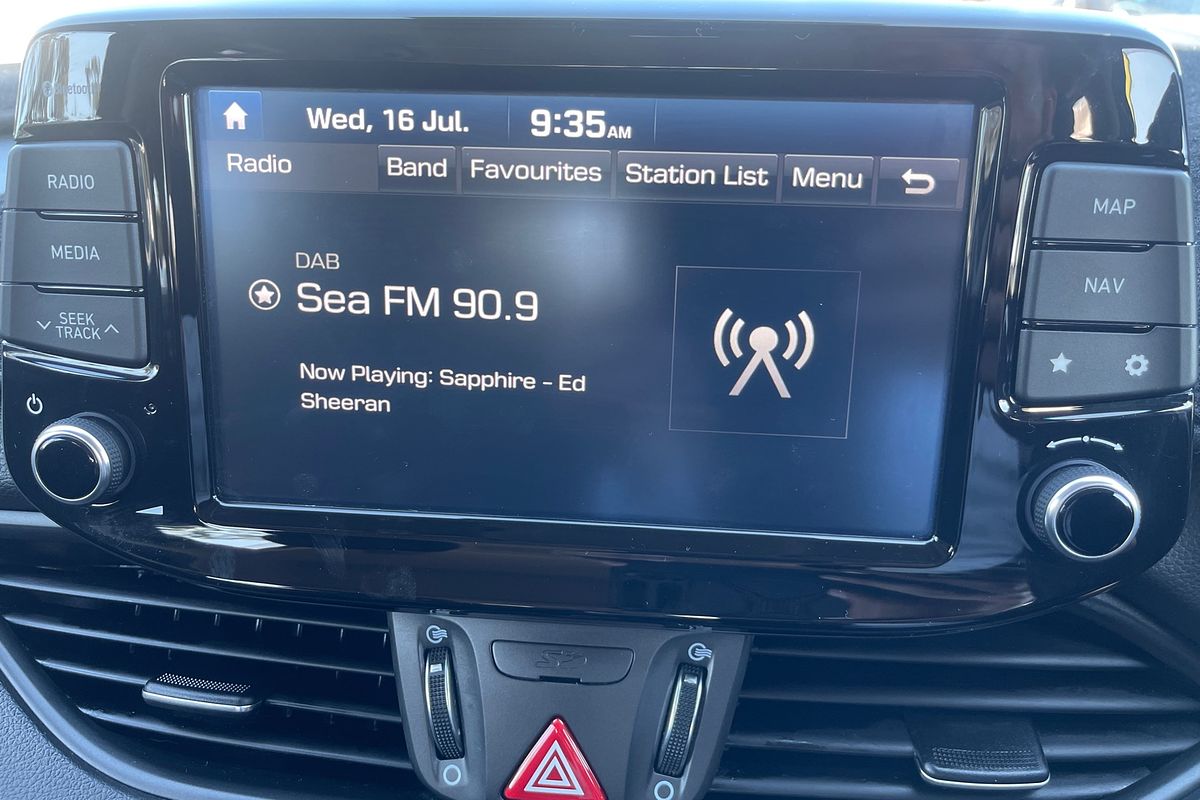 Bluetooth
Wed, 16 Jul. 9:35AM
Radio Band Favourites Station List Menu
RADIO
MEDIA
SEEK
TRACK
DAB
Sea FM 90.9
Now Playing: Sapphire - Ed
Sheeran
MAP
NAV